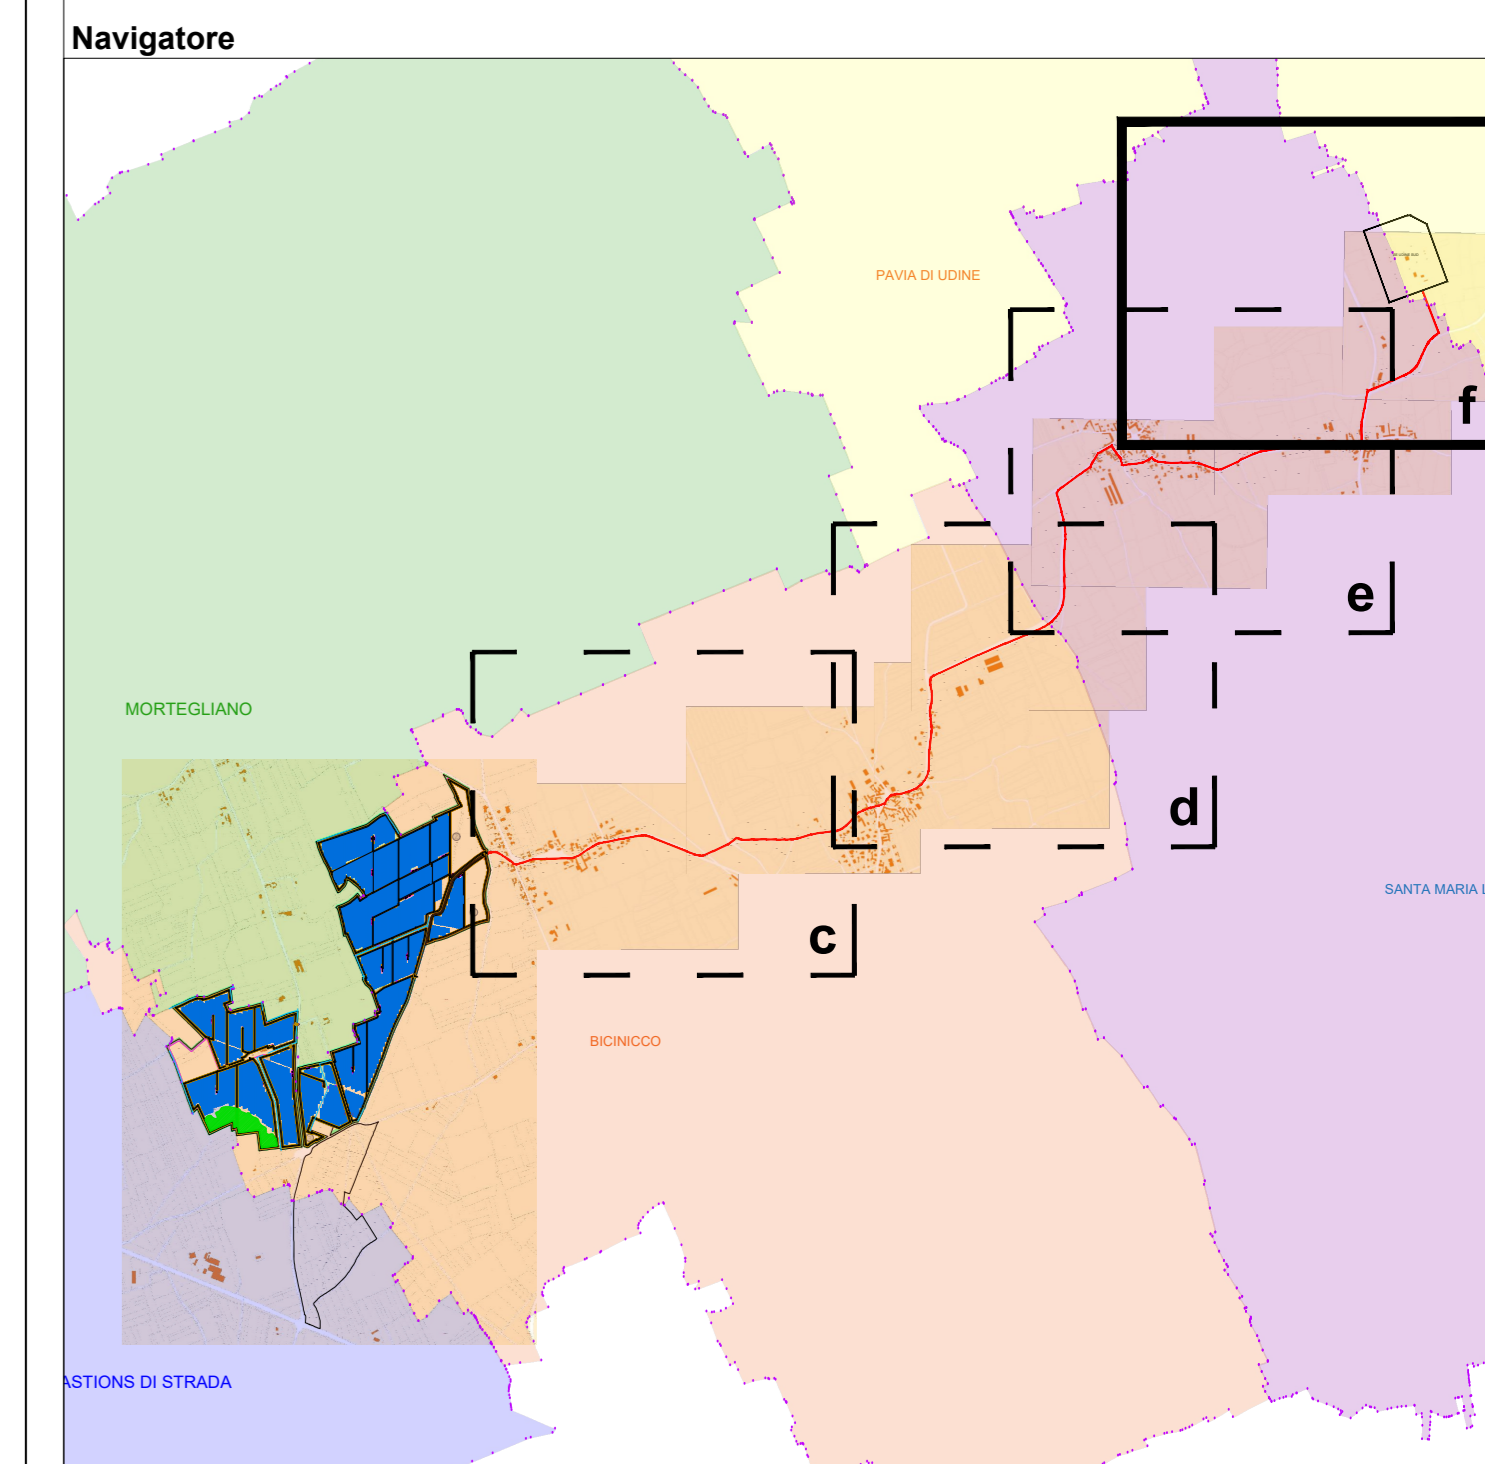 Navigatore
PAVIA DI UDINE
f
e
MORTEGLIANO
d
SANTA MARIA L
c
BICINICCO
ASTIONS DI STRADA